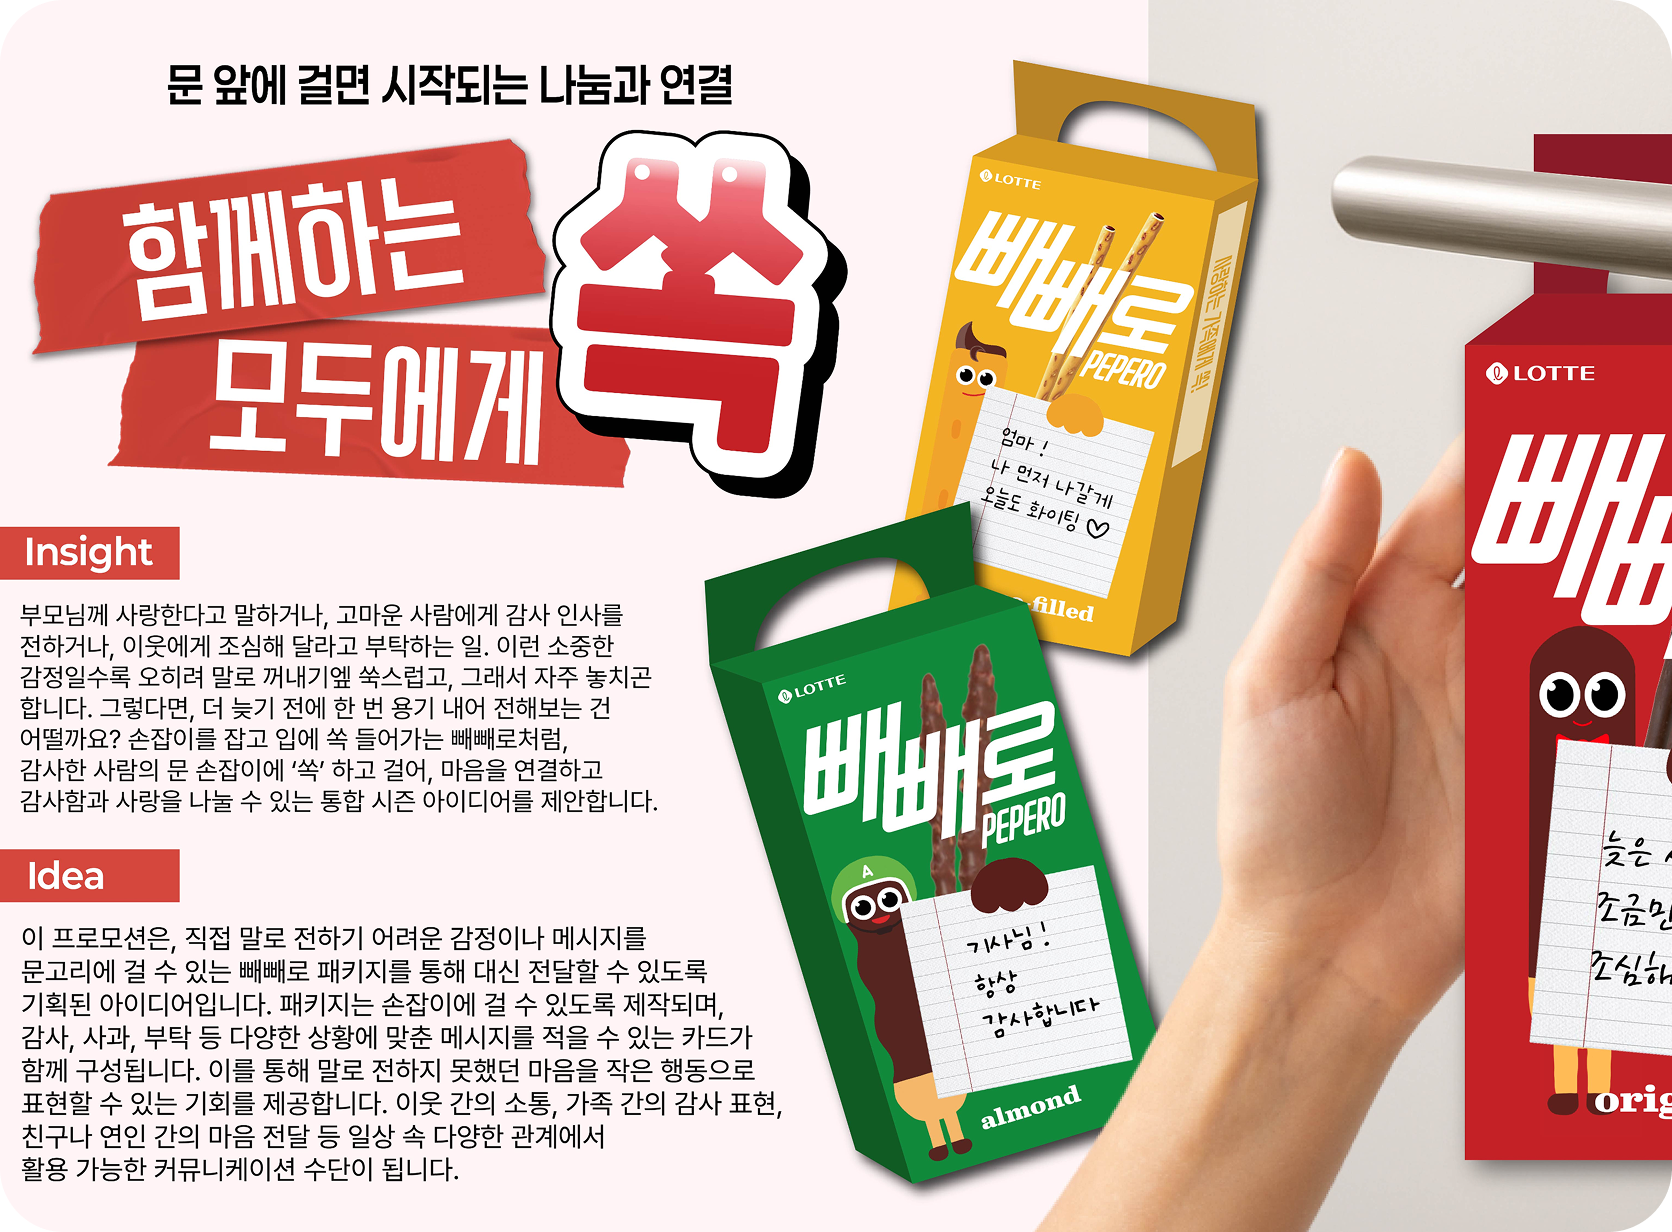 문 앞에 걸면 시작되는 나눔과 연결
함께하는
모두에게
쏙
Insight
부모님께 사랑한다고 말하거나, 고마운 사람에게 감사 인사를
전하거나, 이웃에게 조심해 달라고 부탁하는 일. 이런 소중한
감정일수록 오히려 말로 꺼내기엔 쑥스럽고, 그래서 자주 놓치곤
합니다. 그렇다면, 더 늦기 전에 한 번 용기 내어 전해보는 건
어떨까요? 손잡이를 잡고 입에 쏙 들어가는 빼빼로처럼,
감사한 사람의 문 손잡이에 ‘쏙’ 하고 걸어, 마음을 연결하고
감사함과 사랑을 나눌 수 있는 통합 시즌 아이디어를 제안합니다.
Idea
이 프로모션은, 직접 말로 전하기 어려운 감정이나 메시지를
문고리에 걸 수 있는 빼빼로 패키지를 통해 대신 전달할 수 있도록
기획된 아이디어입니다. 패키지는 손잡이에 걸 수 있도록 제작되며,
감사, 사과, 부탁 등 다양한 상황에 맞춘 메시지를 적을 수 있는 카드가
함께 구성됩니다. 이를 통해 말로 전하지 못했던 마음을 작은 행동으로
표현할 수 있는 기회를 제공합니다. 이웃 간의 소통, 가족 간의 감사 표현,
친구나 연인 간의 마음 전달 등 일상 속 다양한 관계에서
활용 가능한 커뮤니케이션 수단이 됩니다.
LOTTE
빼빼로
PEPERO
사랑하는 가족에게 쏙!
엄마 !
나 먼저 나갈게
오늘도 화이팅 ♡
filled
LOTTE
빼빼로
PEPERO
A
기사님 !
항상
감사합니다
almond
LOTTE
빼
늦은
조금만
조심해
orig